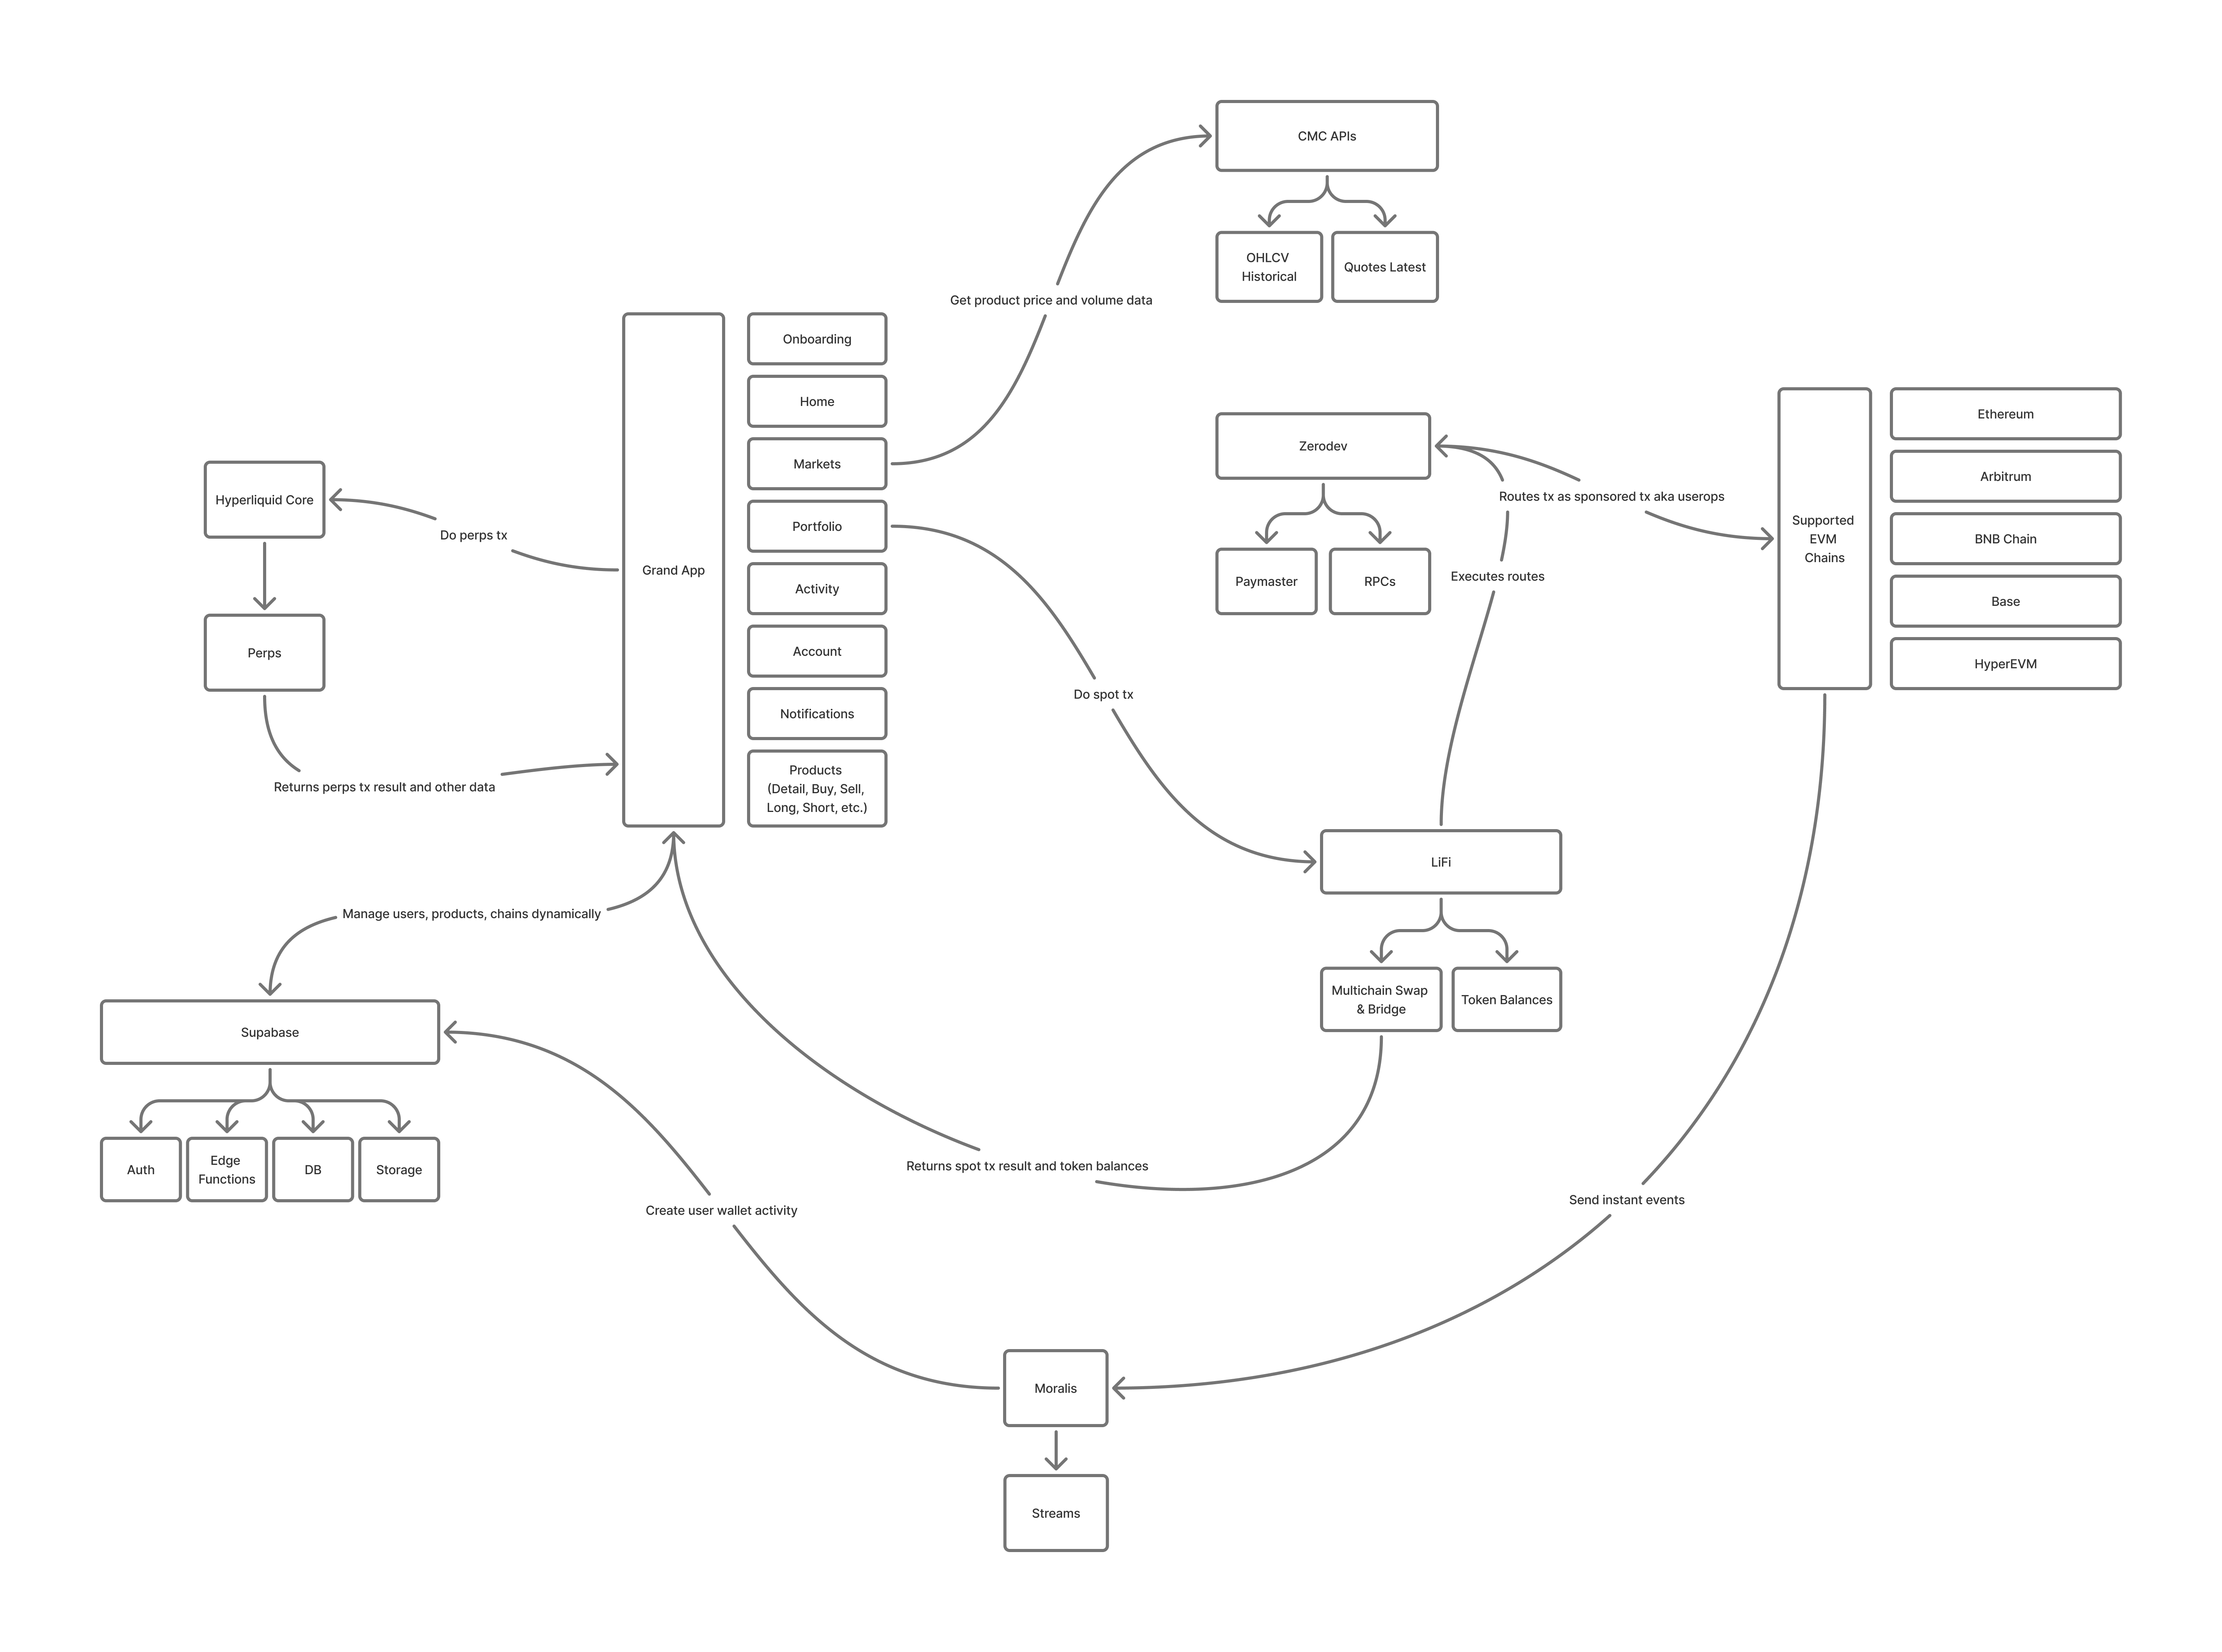 CMC APIs
OHLCV
Historical
Quotes Latest
Get product price and volume data
Grand App
Onboarding
Home
Markets
Portfolio
Activity
Account
Notifications
Products
(Detail, Buy, Sell,
Long, Short, etc.)
Hyperliquid Core
Do perps tx
Perps
Returns perps tx result and other data
Zerodev
Paymaster
RPCs
Routes tx as sponsored tx aka userops
Executes routes
Supported
EVM
Chains
Ethereum
Arbitrum
BNB Chain
Base
HyperEVM
Do spot tx
LiFi
Multichain Swap
& Bridge
Token Balances
Manage users, products, chains dynamically
Supabase
Auth
Edge
Functions
DB
Storage
Returns spot tx result and token balances
Create user wallet activity
Send instant events
Moralis
Streams